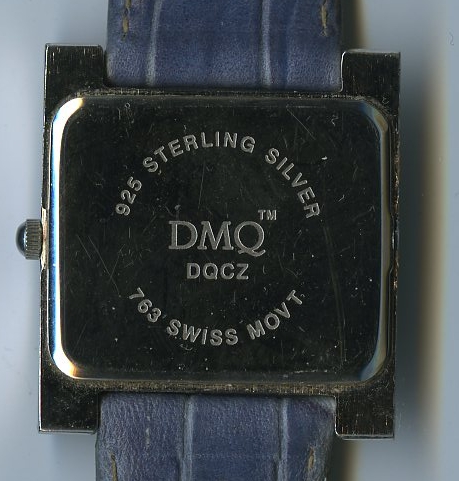 925 STERLING SILVER
DMQ™
DQCZ
763 SWISS MOVT